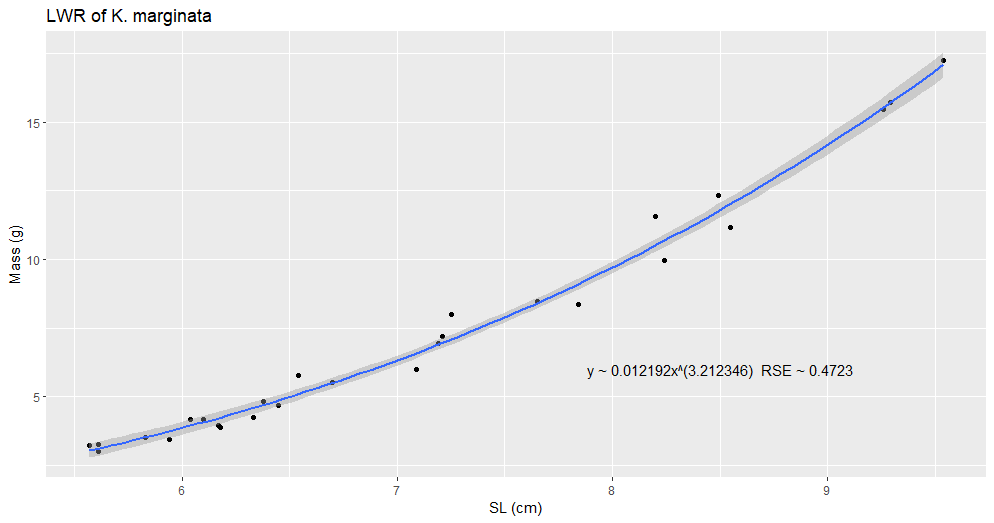 LWR of K. marginata
15
10
5
Mass (g)
y ~ 0.012192x^(3.212346)  RSE ~ 0.4723
6 7 8 9
SL (cm)